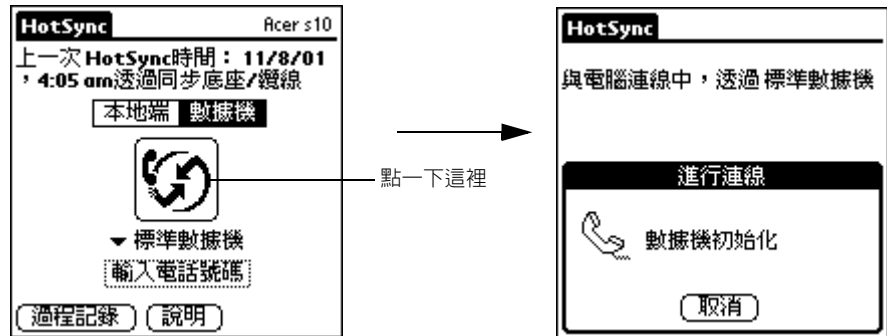 HotSync
Acer s10
上一次 HotSync時間： 11/8/01
，4:05 am透過同步底座/纜線
本地端 數據機
標準數據機
輸入電話號碼
過程記錄 說明
點一下這裡
HotSync
與電腦連線中，透過 標準數據機
進行連線
數據機初始化
取消